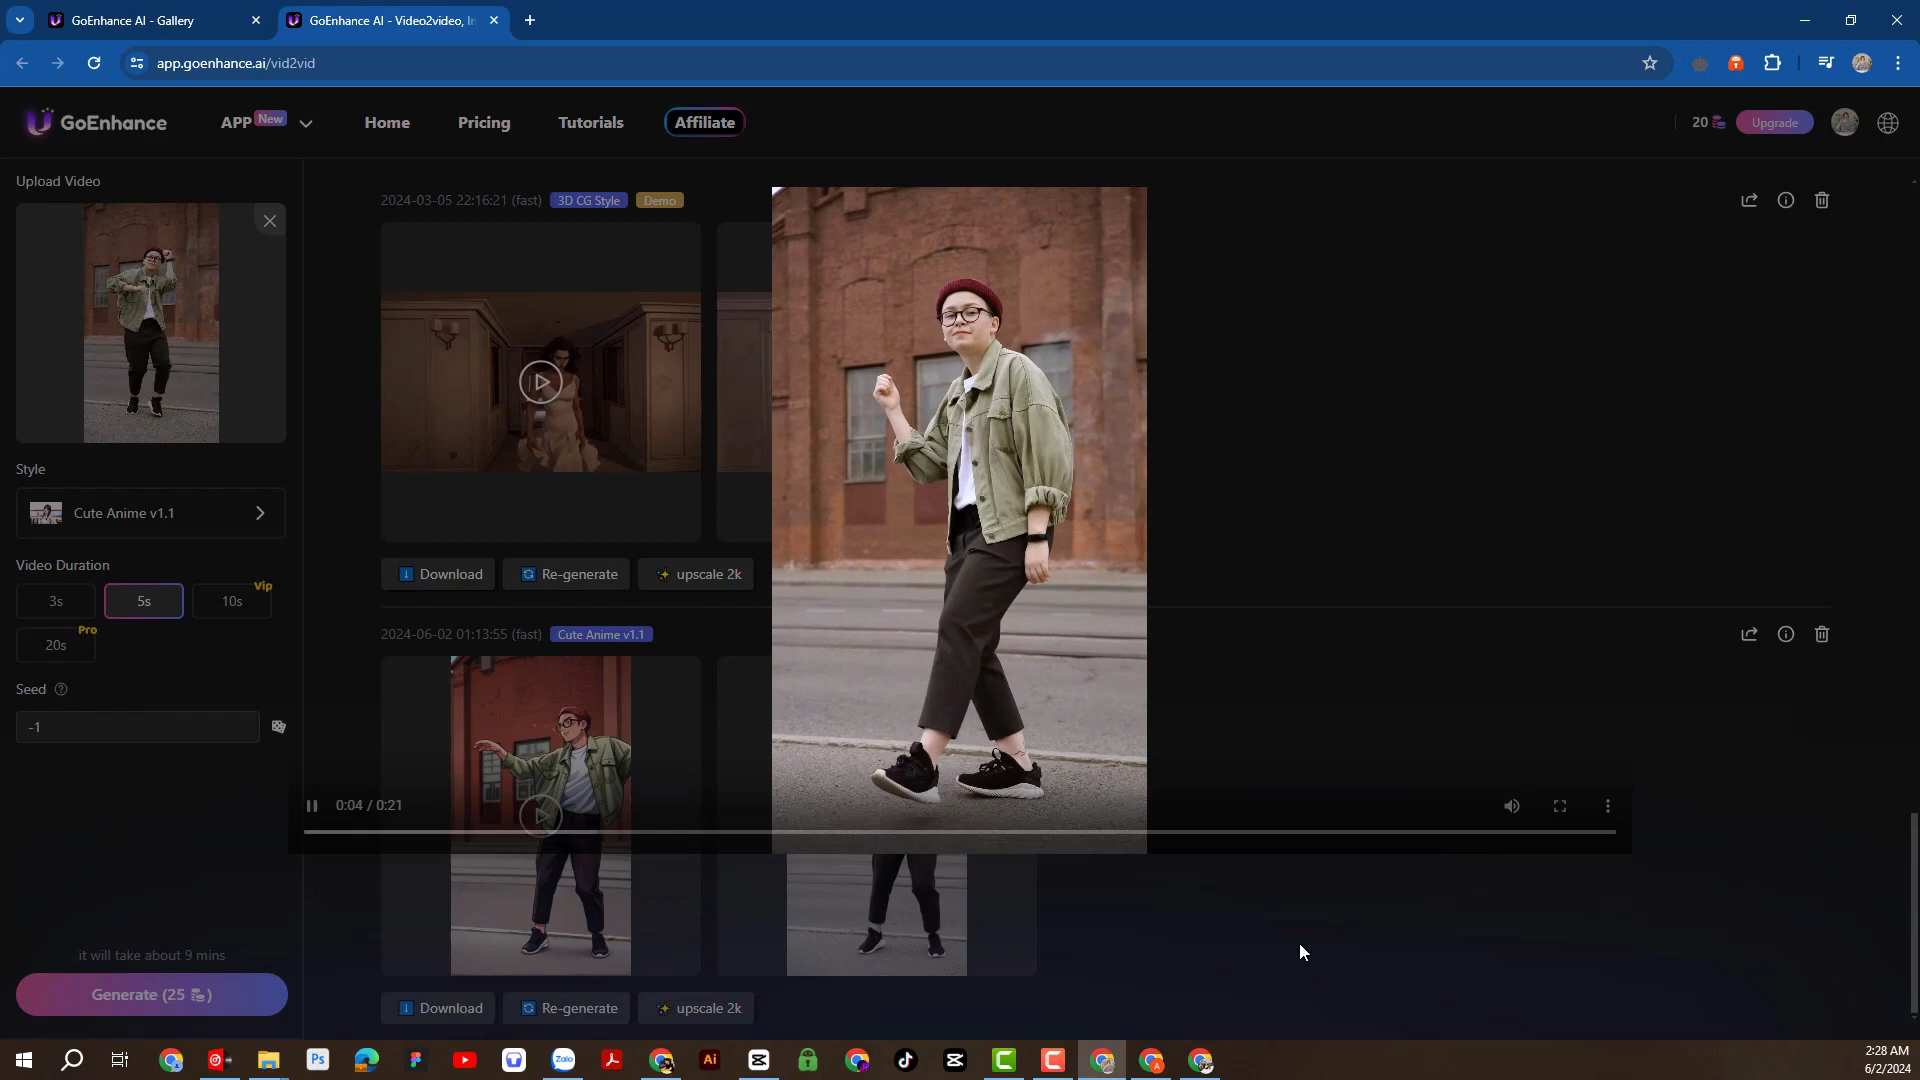 GoEnhance AI - Gallery
GoEnhance AI - Video2video, In
app.goenhance.ai/vid2vid
GoEnhance
APP New
Home
Pricing
Tutorials
Affiliate
20
Upgrade
Upload Video
2024-03-05 22:16:21 (fast) 3D CG Style Demo
Style
Cute Anime v1.1
Video Duration
3s
5s
10s Vip
20s Pro
Seed
-1
Download
Re-generate
upscale 2k
2024-06-02 01:13:55 (fast) Cute Anime v1.1
0:04 / 0:21
it will take about 9 mins
Generate (25 )
Download
Re-generate
upscale 2k
Ps
Zalo
Ai
A
2:28 AM
6/2/2024